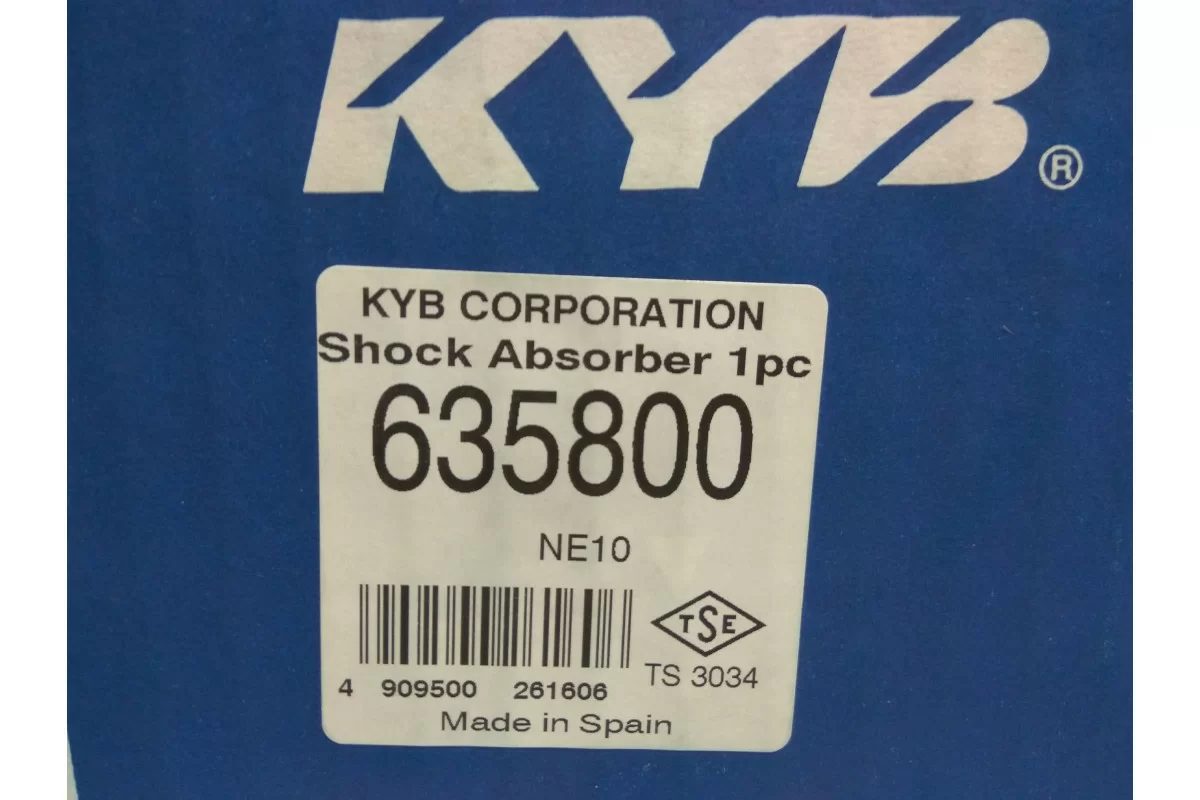 KYB®
KYB CORPORATION
Shock Absorber 1pc
635800
NE10
TSE
TS 3034
4 909500 261606
Made in Spain